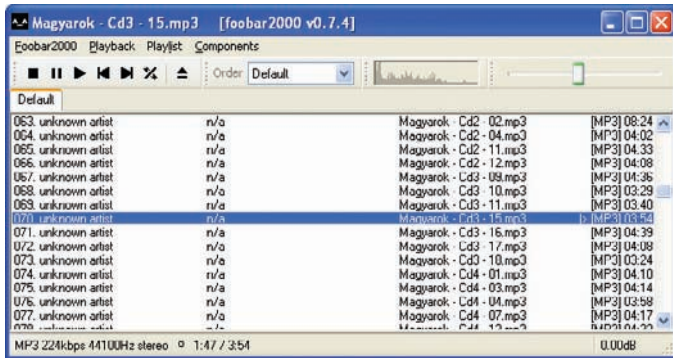 Magyarok - Cd3 - 15.mp3 [foobar2000 v0.7.4]
Foobar2000 Playback Playlist Components
Order Default
Default
063. unknown artist n/a Magyarok - Cd2 - 02.mp3 [MP3] 08:24
064. unknown artist n/a Magyarok - Cd2 - 04.mp3 [MP3] 04:02
065. unknown artist n/a Magyarok - Cd2 - 11.mp3 [MP3] 04:33
066. unknown artist n/a Magyarok - Cd2 - 12.mp3 [MP3] 04:08
067. unknown artist n/a Magyarok - Cd3 - 09.mp3 [MP3] 04:36
068. unknown artist n/a Magyarok - Cd3 - 10.mp3 [MP3] 03:29
069. unknown artist n/a Magyarok - Cd3 - 11.mp3 [MP3] 03:40
070. unknown artist n/a Magyarok - Cd3 - 15.mp3 [MP3] 03:54
071. unknown artist n/a Magyarok - Cd3 - 16.mp3 [MP3] 04:39
072. unknown artist n/a Magyarok - Cd3 - 17.mp3 [MP3] 04:08
073. unknown artist n/a Magyarok - Cd3 - 18.mp3 [MP3] 03:24
074. unknown artist n/a Magyarok - Cd4 - 01.mp3 [MP3] 04:10
075. unknown artist n/a Magyarok - Cd4 - 03.mp3 [MP3] 04:14
076. unknown artist n/a Magyarok - Cd4 - 04.mp3 [MP3] 03:58
077. unknown artist n/a Magyarok - Cd4 - 07.mp3 [MP3] 04:17
MP3 224kbps 44100Hz stereo 1:47 / 3:54 0.00dB